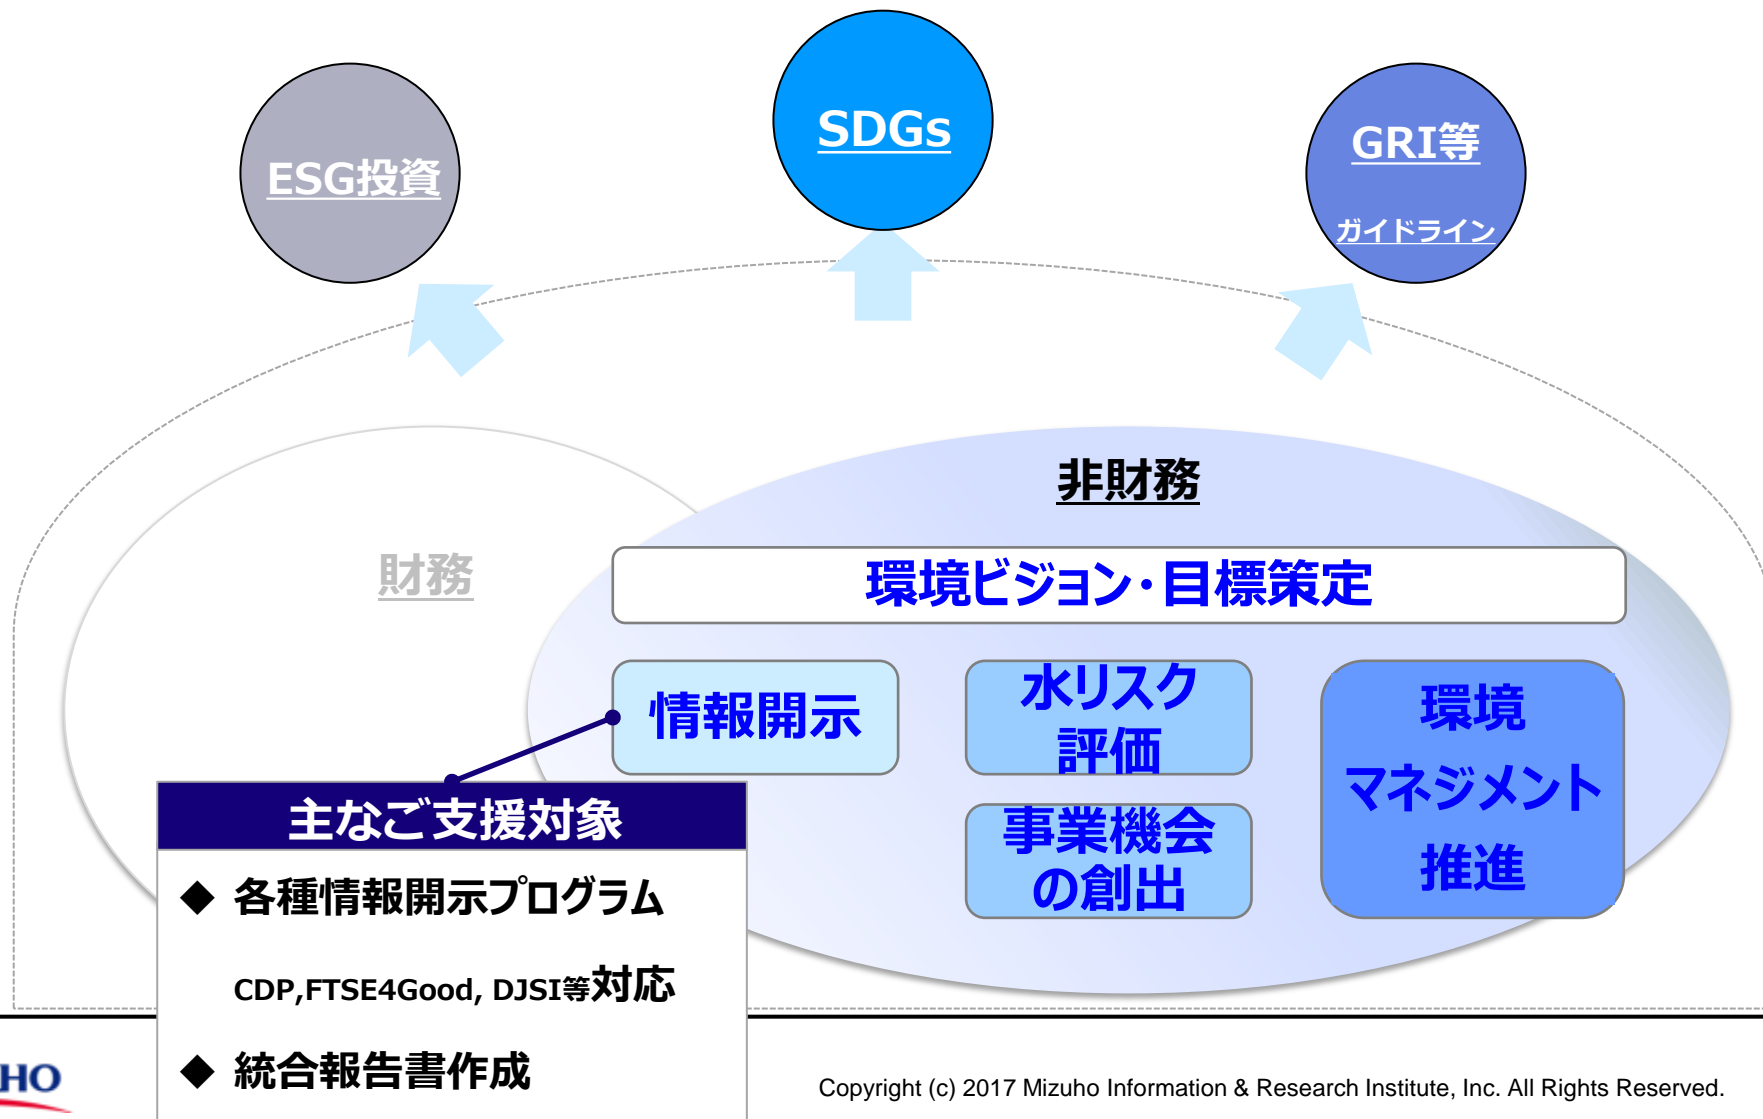 SDGs
ESG投資
GRI等
ガイドライン
非財務
財務
環境ビジョン・目標策定
情報開示
水リスク
評価
事業機会
の創出
環境
マネジメント
推進
主なご支援対象
◆ 各種情報開示プログラム
CDP,FTSE4Good, DJSI等対応
◆ 統合報告書作成
HO
Copyright (c) 2017 Mizuho Information & Research Institute, Inc. All Rights Reserved.